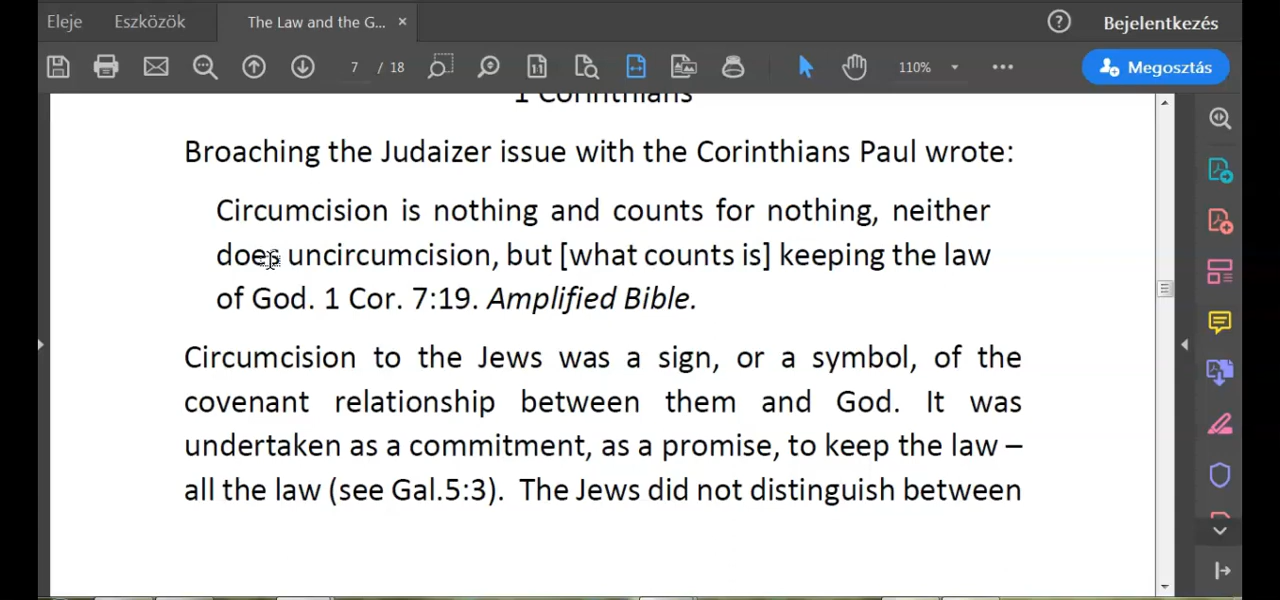 Eleje Eszközök The Law and the G... × ? Bejelentkezés
7 / 18 110% Megosztás
1 Corinthians
Broaching the Judaizer issue with the Corinthians Paul wrote:
Circumcision is nothing and counts for nothing, neither
does uncircumcision, but [what counts is] keeping the law
of God. 1 Cor. 7:19. Amplified Bible.
Circumcision to the Jews was a sign, or a symbol, of the
covenant relationship between them and God. It was
undertaken as a commitment, as a promise, to keep the law –
all the law (see Gal.5:3). The Jews did not distinguish between